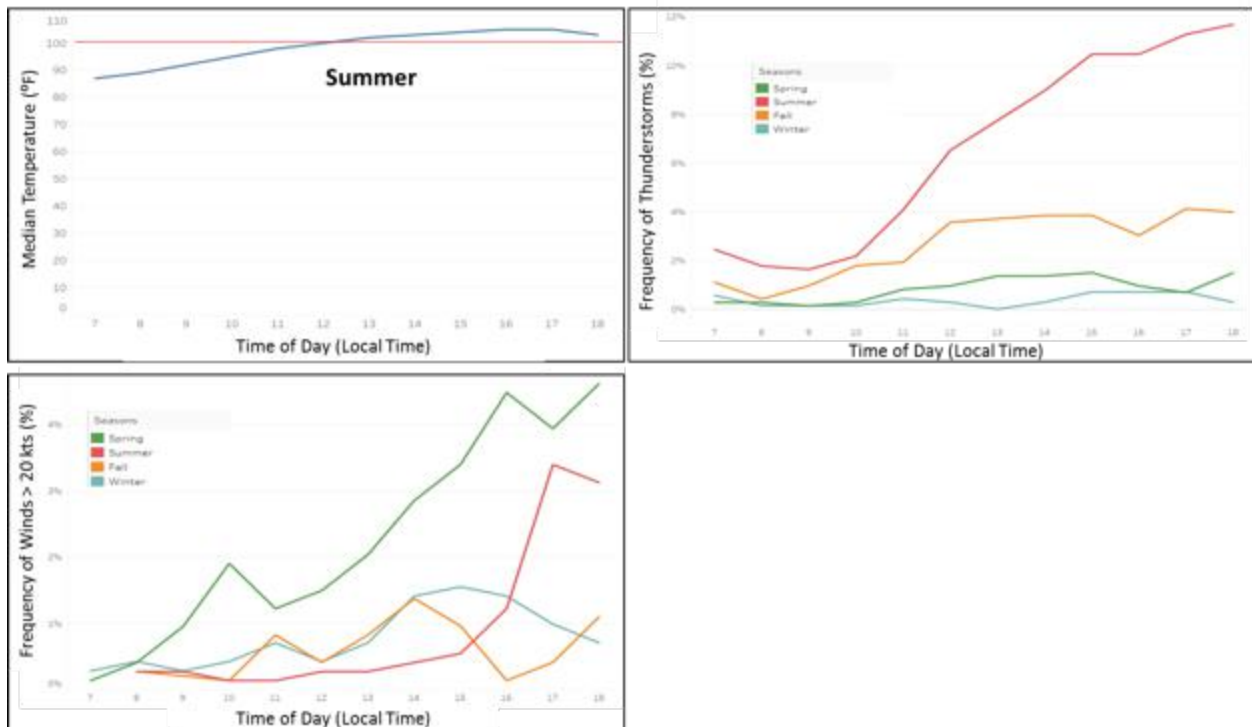 Median Temperature (ºF)
110
100
90
80
70
60
50
40
30
20
10
0
Summer
7 8 9 10 11 12 13 14 15 16 17 18
Time of Day (Local Time)
Frequency of Thunderstorms (%)
12%
10%
8%
6%
4%
2%
0%
Seasons
Spring
Summer
Fall
Winter
7 8 9 10 11 12 13 14 15 16 17 18
Time of Day (Local Time)
Frequency of Winds > 20 kts (%)
4%
3%
2%
1%
0%
Seasons
Spring
Summer
Fall
Winter
7 8 9 10 11 12 13 14 15 16 17 18
Time of Day (Local Time)